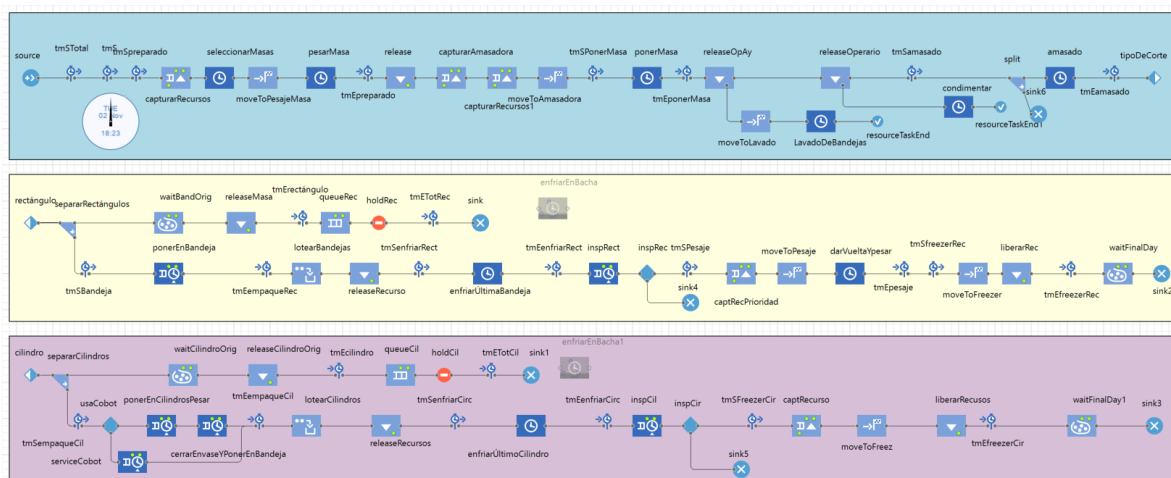 source
tmSTotal
tmS
tmSpreparado
capturarRecursos
seleccionarMasas
moveToPesajeMasa
pesarMasa
tmEpreparado
release
capturarAmasadora
capturarRecursos1
moveToAmasadora
tmSPonerMasa
ponerMasa
tmEponerMasa
releaseOpAy
releaseOperario
tmSamasado
split
amasado
tipoDeCorte
condimentar
sink6
tmEamasado
resourceTaskEnd1
TUE
02 Nov
18:23
moveToLavado
LavadoDeBandejas
resourceTaskEnd
rectángulo
separarRectángulos
waitBandOrig
releaseMasa
tmErectángulo
queueRec
holdRec
tmETotRec
sink
enfriarEnBacha
tmSBandeja
ponerEnBandeja
tmEempaqueRec
lotearBandejas
releaseRecurso
tmSenfriarRect
enfriarÚltimaBandeja
tmEenfriarRect
inspRect
inspRec
tmSPesaje
sink4
captRecPrioridad
moveToPesaje
darVueltaYpesar
tmEpesaje
tmSfreezerRec
moveToFreezer
liberarRec
tmEfreezerRec
waitFinalDay
sink2
cilindro
separarCilindros
waitCilindroOrig
releaseCilindroOrig
tmEcilindro
queueCil
holdCil
tmETotCil
sink1
enfriarEnBacha1
tmSempaqueCil
usaCobot
ponerEnCilindrosPesar
cerrarEnvaseYPonerEnBandeja
serviceCobot
tmEempaqueCil
lotearCilindros
releaseRecursos
tmSenfriarCirc
enfriarÚltimoCilindro
tmEenfriarCirc
inspCil
inspCir
sink5
tmSFreezerCir
captRecurso
moveToFreez
liberarRecusos
tmEfreezerCir
waitFinalDay1
sink3